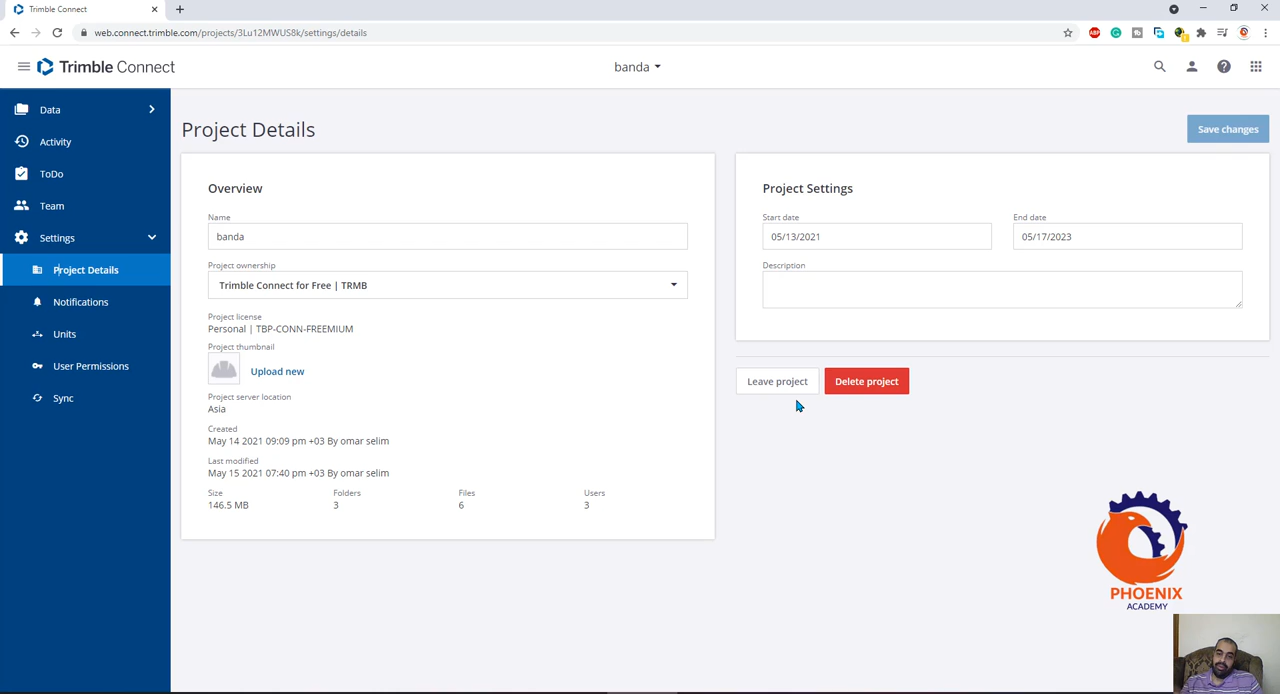 Trimble Connect
web.connect.trimble.com/projects/3Lu12MWUS8k/settings/details
ABP
Trimble Connect
banda
Data
Activity
ToDo
Team
Settings
Project Details
Notifications
Units
User Permissions
Sync
Project Details
Save changes
Overview
Name
banda
Project ownership
Trimble Connect for Free | TRMB
Project license
Personal | TBP-CONN-FREEMIUM
Project thumbnail
Upload new
Project server location
Asia
Created
May 14 2021 09:09 pm +03 By omar selim
Last modified
May 15 2021 07:40 pm +03 By omar selim
Size Folders Files Users
146.5 MB 3 6 3
Project Settings
Start date End date
05/13/2021 05/17/2023
Description
Leave project Delete project
PHOENIX
ACADEMY